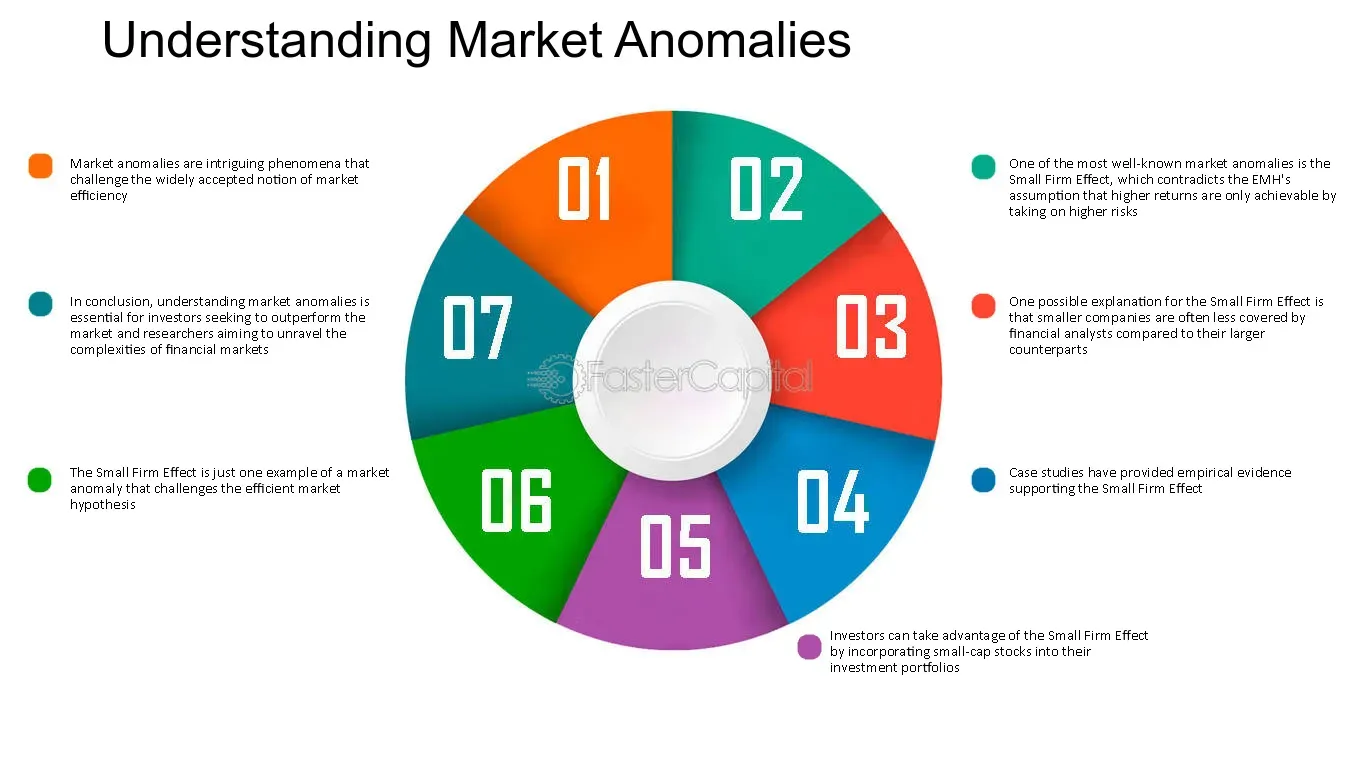 Understanding Market Anomalies
01
Market anomalies are intriguing phenomena that
challenge the widely accepted notion of market
efficiency
02
One of the most well-known market anomalies is the
Small Firm Effect, which contradicts the EMH's
assumption that higher returns are only achievable by
taking on higher risks
03
One possible explanation for the Small Firm Effect is
that smaller companies are often less covered by
financial analysts compared to their larger
counterparts
04
Case studies have provided empirical evidence
supporting the Small Firm Effect
05
Investors can take advantage of the Small Firm Effect
by incorporating small-cap stocks into their
investment portfolios
06
The Small Firm Effect is just one example of a market
anomaly that challenges the efficient market
hypothesis
07
In conclusion, understanding market anomalies is
essential for investors seeking to outperform the
market and researchers aiming to unravel the
complexities of financial markets
FasterCapital